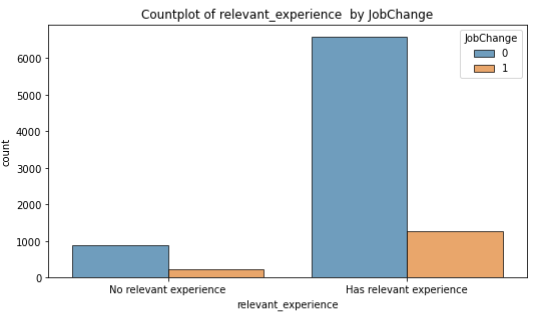 Countplot of relevant_experience  by JobChange
JobChange
0
1
6000
5000
4000
3000
2000
1000
0
count
No relevant experience
Has relevant experience
relevant_experience